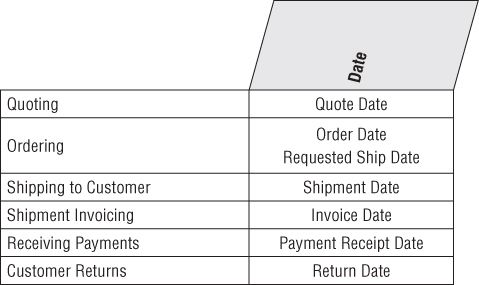 Date
Quoting
Quote Date
Ordering
Order Date
Requested Ship Date
Shipping to Customer
Shipment Date
Shipment Invoicing
Invoice Date
Receiving Payments
Payment Receipt Date
Customer Returns
Return Date